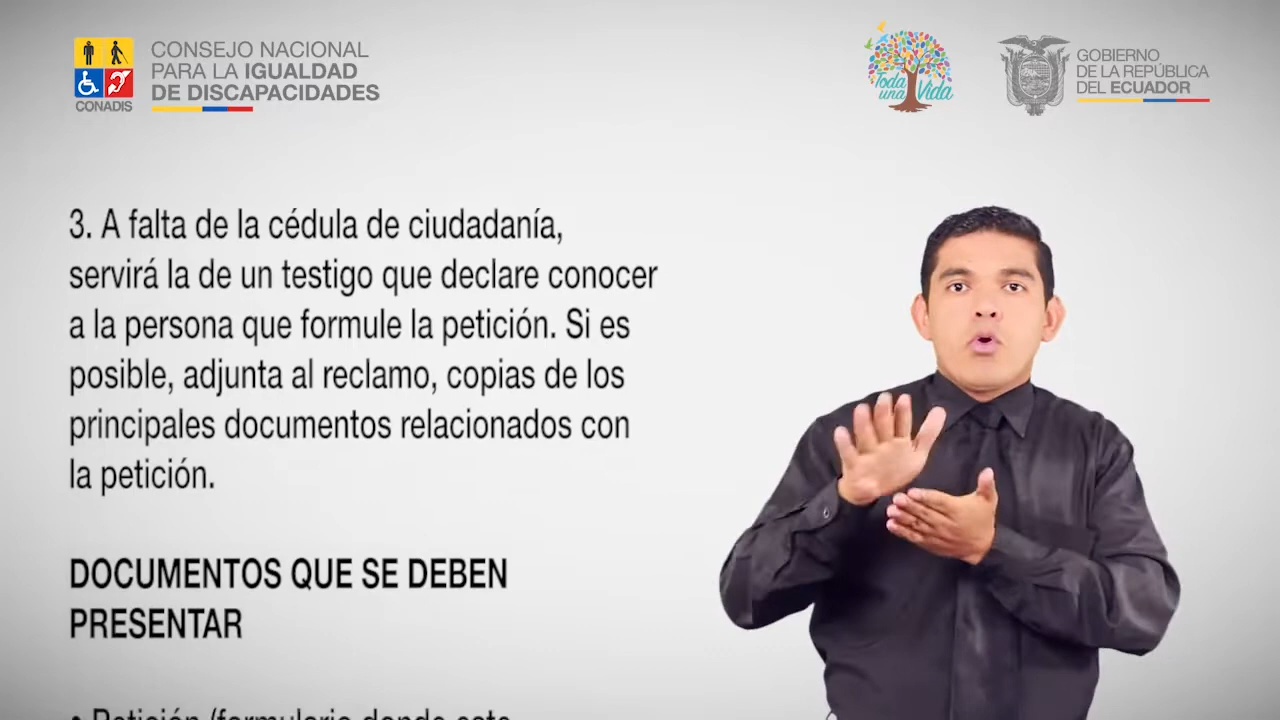 CONADIS
CONSEJO NACIONAL
PARA LA IGUALDAD
DE DISCAPACIDADES
Toda
una Vida
GOBIERNO
DE LA REPÚBLICA
DEL ECUADOR
3. A falta de la cédula de ciudadanía,
servirá la de un testigo que declare conocer
a la persona que formule la petición. Si es
posible, adjunta al reclamo, copias de los
principales documentos relacionados con
la petición.
DOCUMENTOS QUE SE DEBEN
PRESENTAR
• Petición (formulario donde